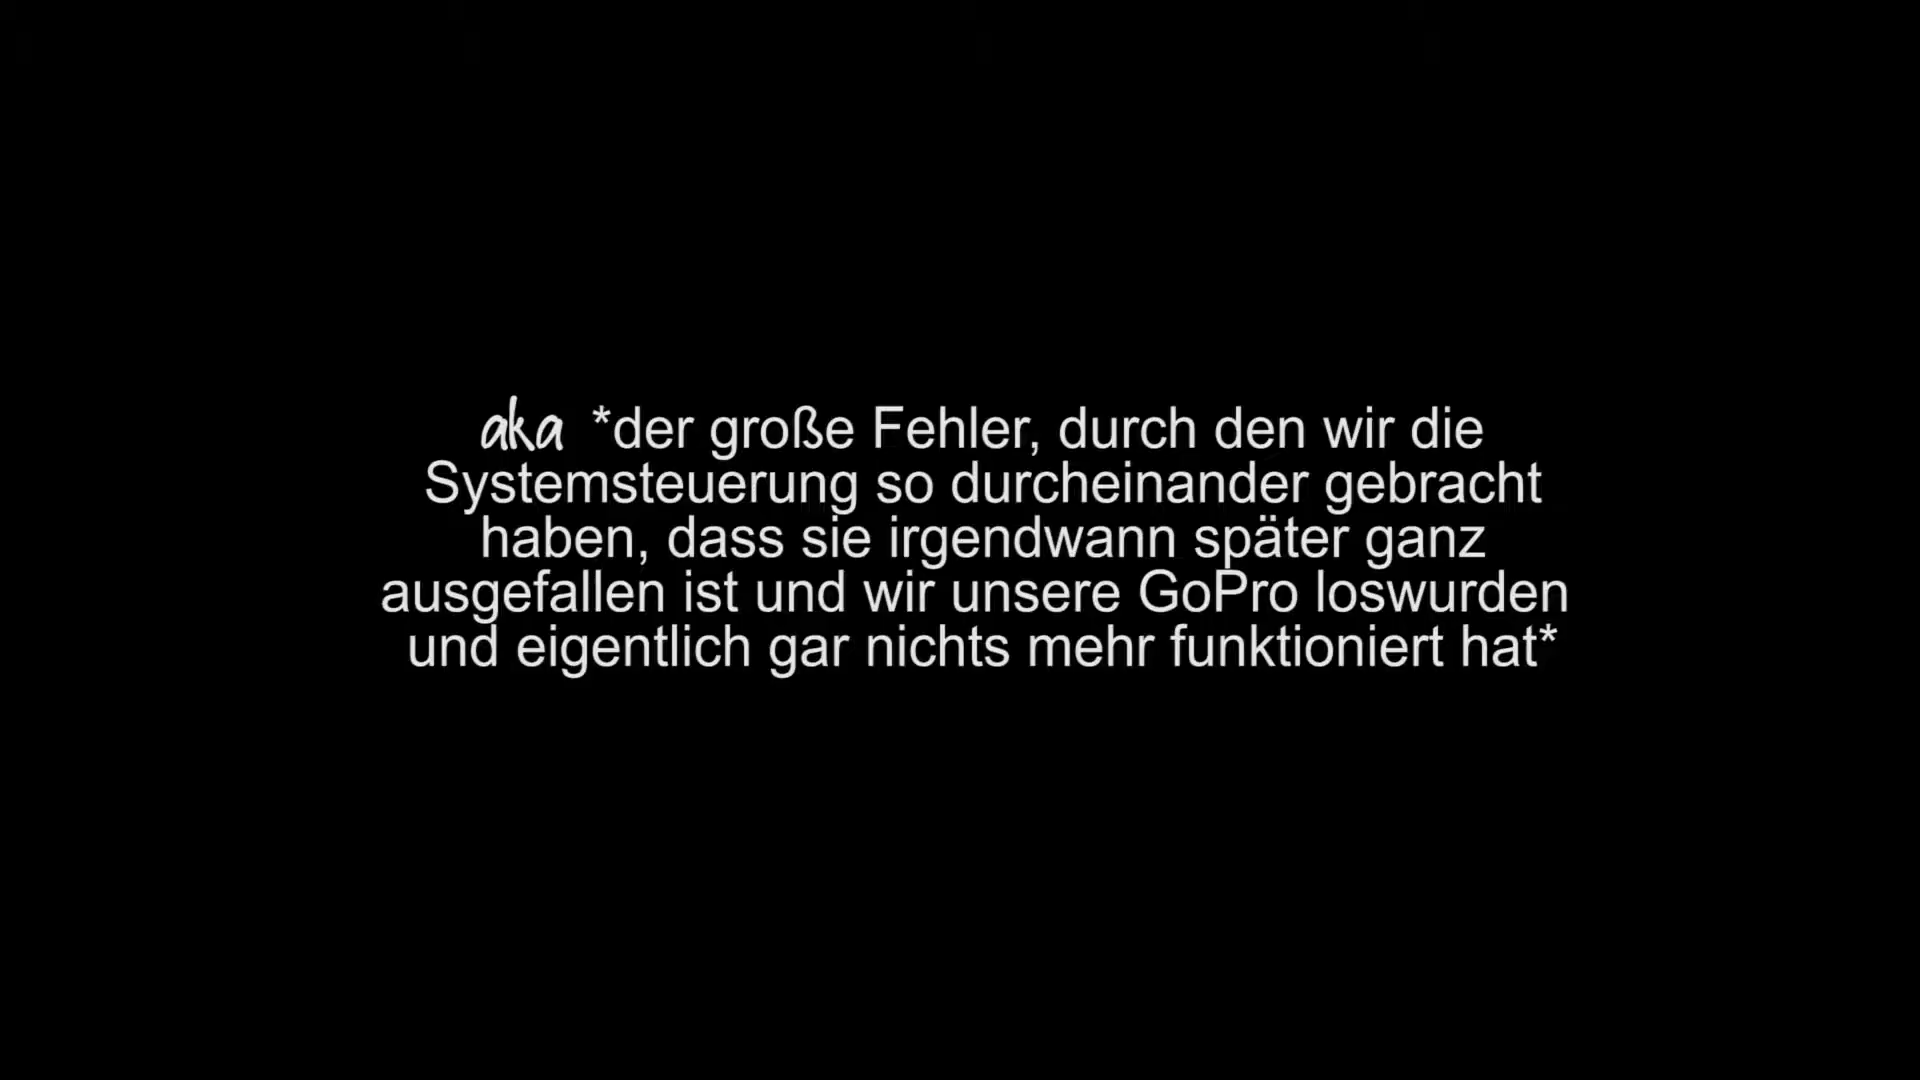 aka *der große Fehler, durch den wir die
Systemsteuerung so durcheinander gebracht
haben, dass sie irgendwann später ganz
ausgefallen ist und wir unsere GoPro loswurden
und eigentlich gar nichts mehr funktioniert hat*